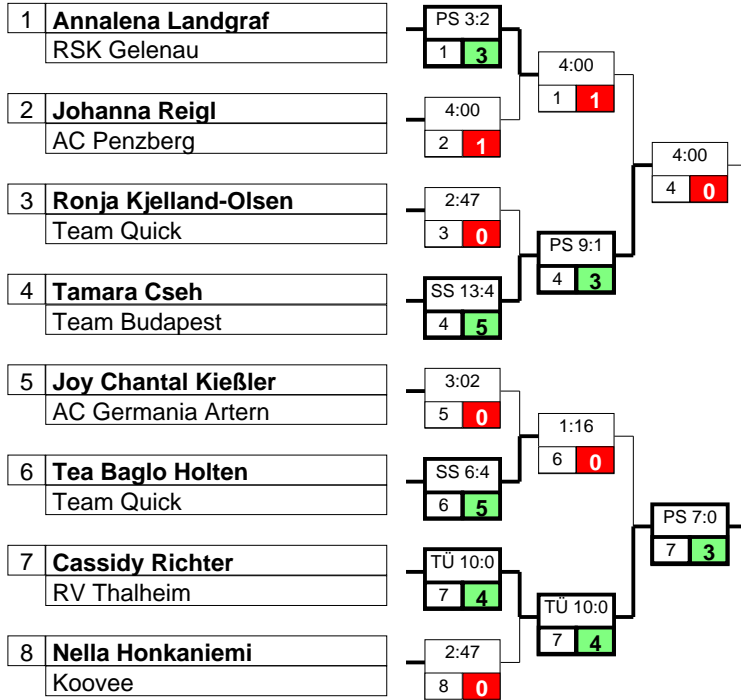 1 Annalena Landgraf
RSK Gelenau
PS 3:2
1 3
4:00
1 1
2 Johanna Reigl
AC Penzberg
4:00
2 1
4:00
4 0
3 Ronja Kjelland-Olsen
Team Quick
2:47
3 0
PS 9:1
4 3
4 Tamara Cseh
Team Budapest
SS 13:4
4 5
5 Joy Chantal Kießler
AC Germania Artern
3:02
5 0
1:16
6 0
6 Tea Baglo Holten
Team Quick
SS 6:4
6 5
PS 7:0
7 3
7 Cassidy Richter
RV Thalheim
TÜ 10:0
7 4
TÜ 10:0
7 4
8 Nella Honkaniemi
Koovee
2:47
8 0